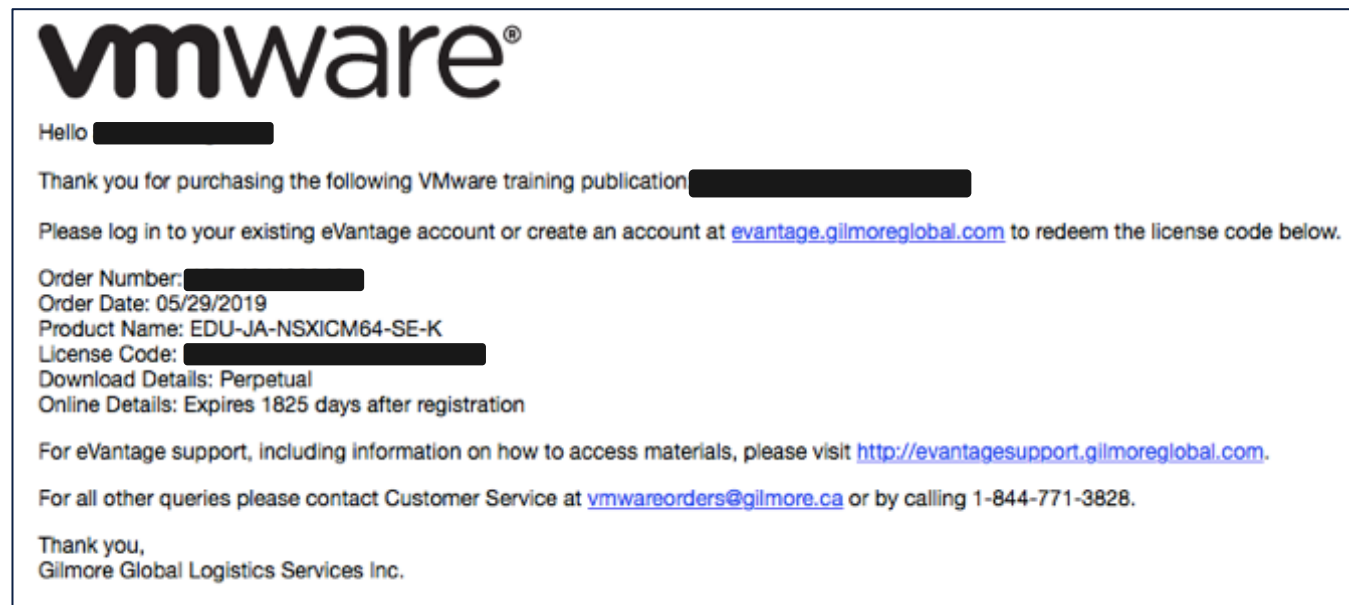 vmware®
Hello
Thank you for purchasing the following VMware training publication
Please log in to your existing eVantage account or create an account at evantage.gilmoreglobal.com to redeem the license code below.
Order Number:
Order Date: 05/29/2019
Product Name: EDU-JA-NSXICM64-SE-K
License Code:
Download Details: Perpetual
Online Details: Expires 1825 days after registration
For eVantage support, including information on how to access materials, please visit http://evantagesupport.gilmoreglobal.com.
For all other queries please contact Customer Service at vmwareorders@gilmore.ca or by calling 1-844-771-3828.
Thank you,
Gilmore Global Logistics Services Inc.